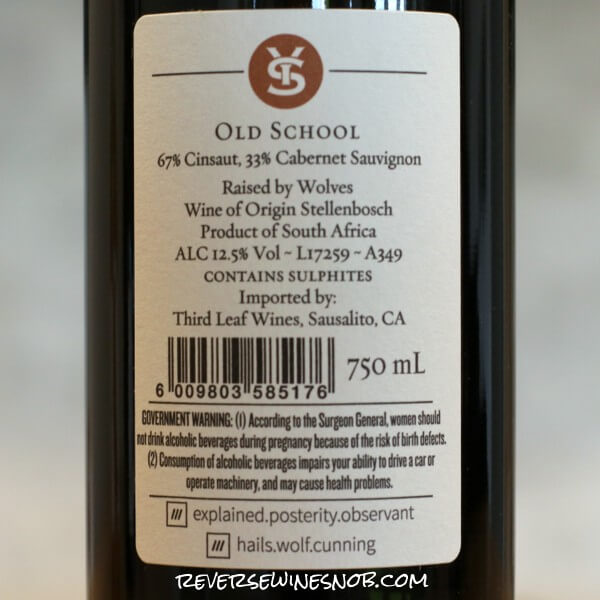 YSI
OLD SCHOOL
67% Cinsaut, 33% Cabernet Sauvignon
Raised by Wolves
Wine of Origin Stellenbosch
Product of South Africa
ALC 12.5% Vol ~ L17259 ~ A349
CONTAINS SULPHITES
Imported by:
Third Leaf Wines, Sausalito, CA
750 mL
6 009803 585176
GOVERNMENT WARNING: (1) According to the Surgeon General, women should
not drink alcoholic beverages during pregnancy because of the risk of birth defects.
(2) Consumption of alcoholic beverages impairs your ability to drive a car or
operate machinery, and may cause health problems.
/// explained.posterity.observant
/// hails.wolf.cunning
REVERSEWINESNOB.COM